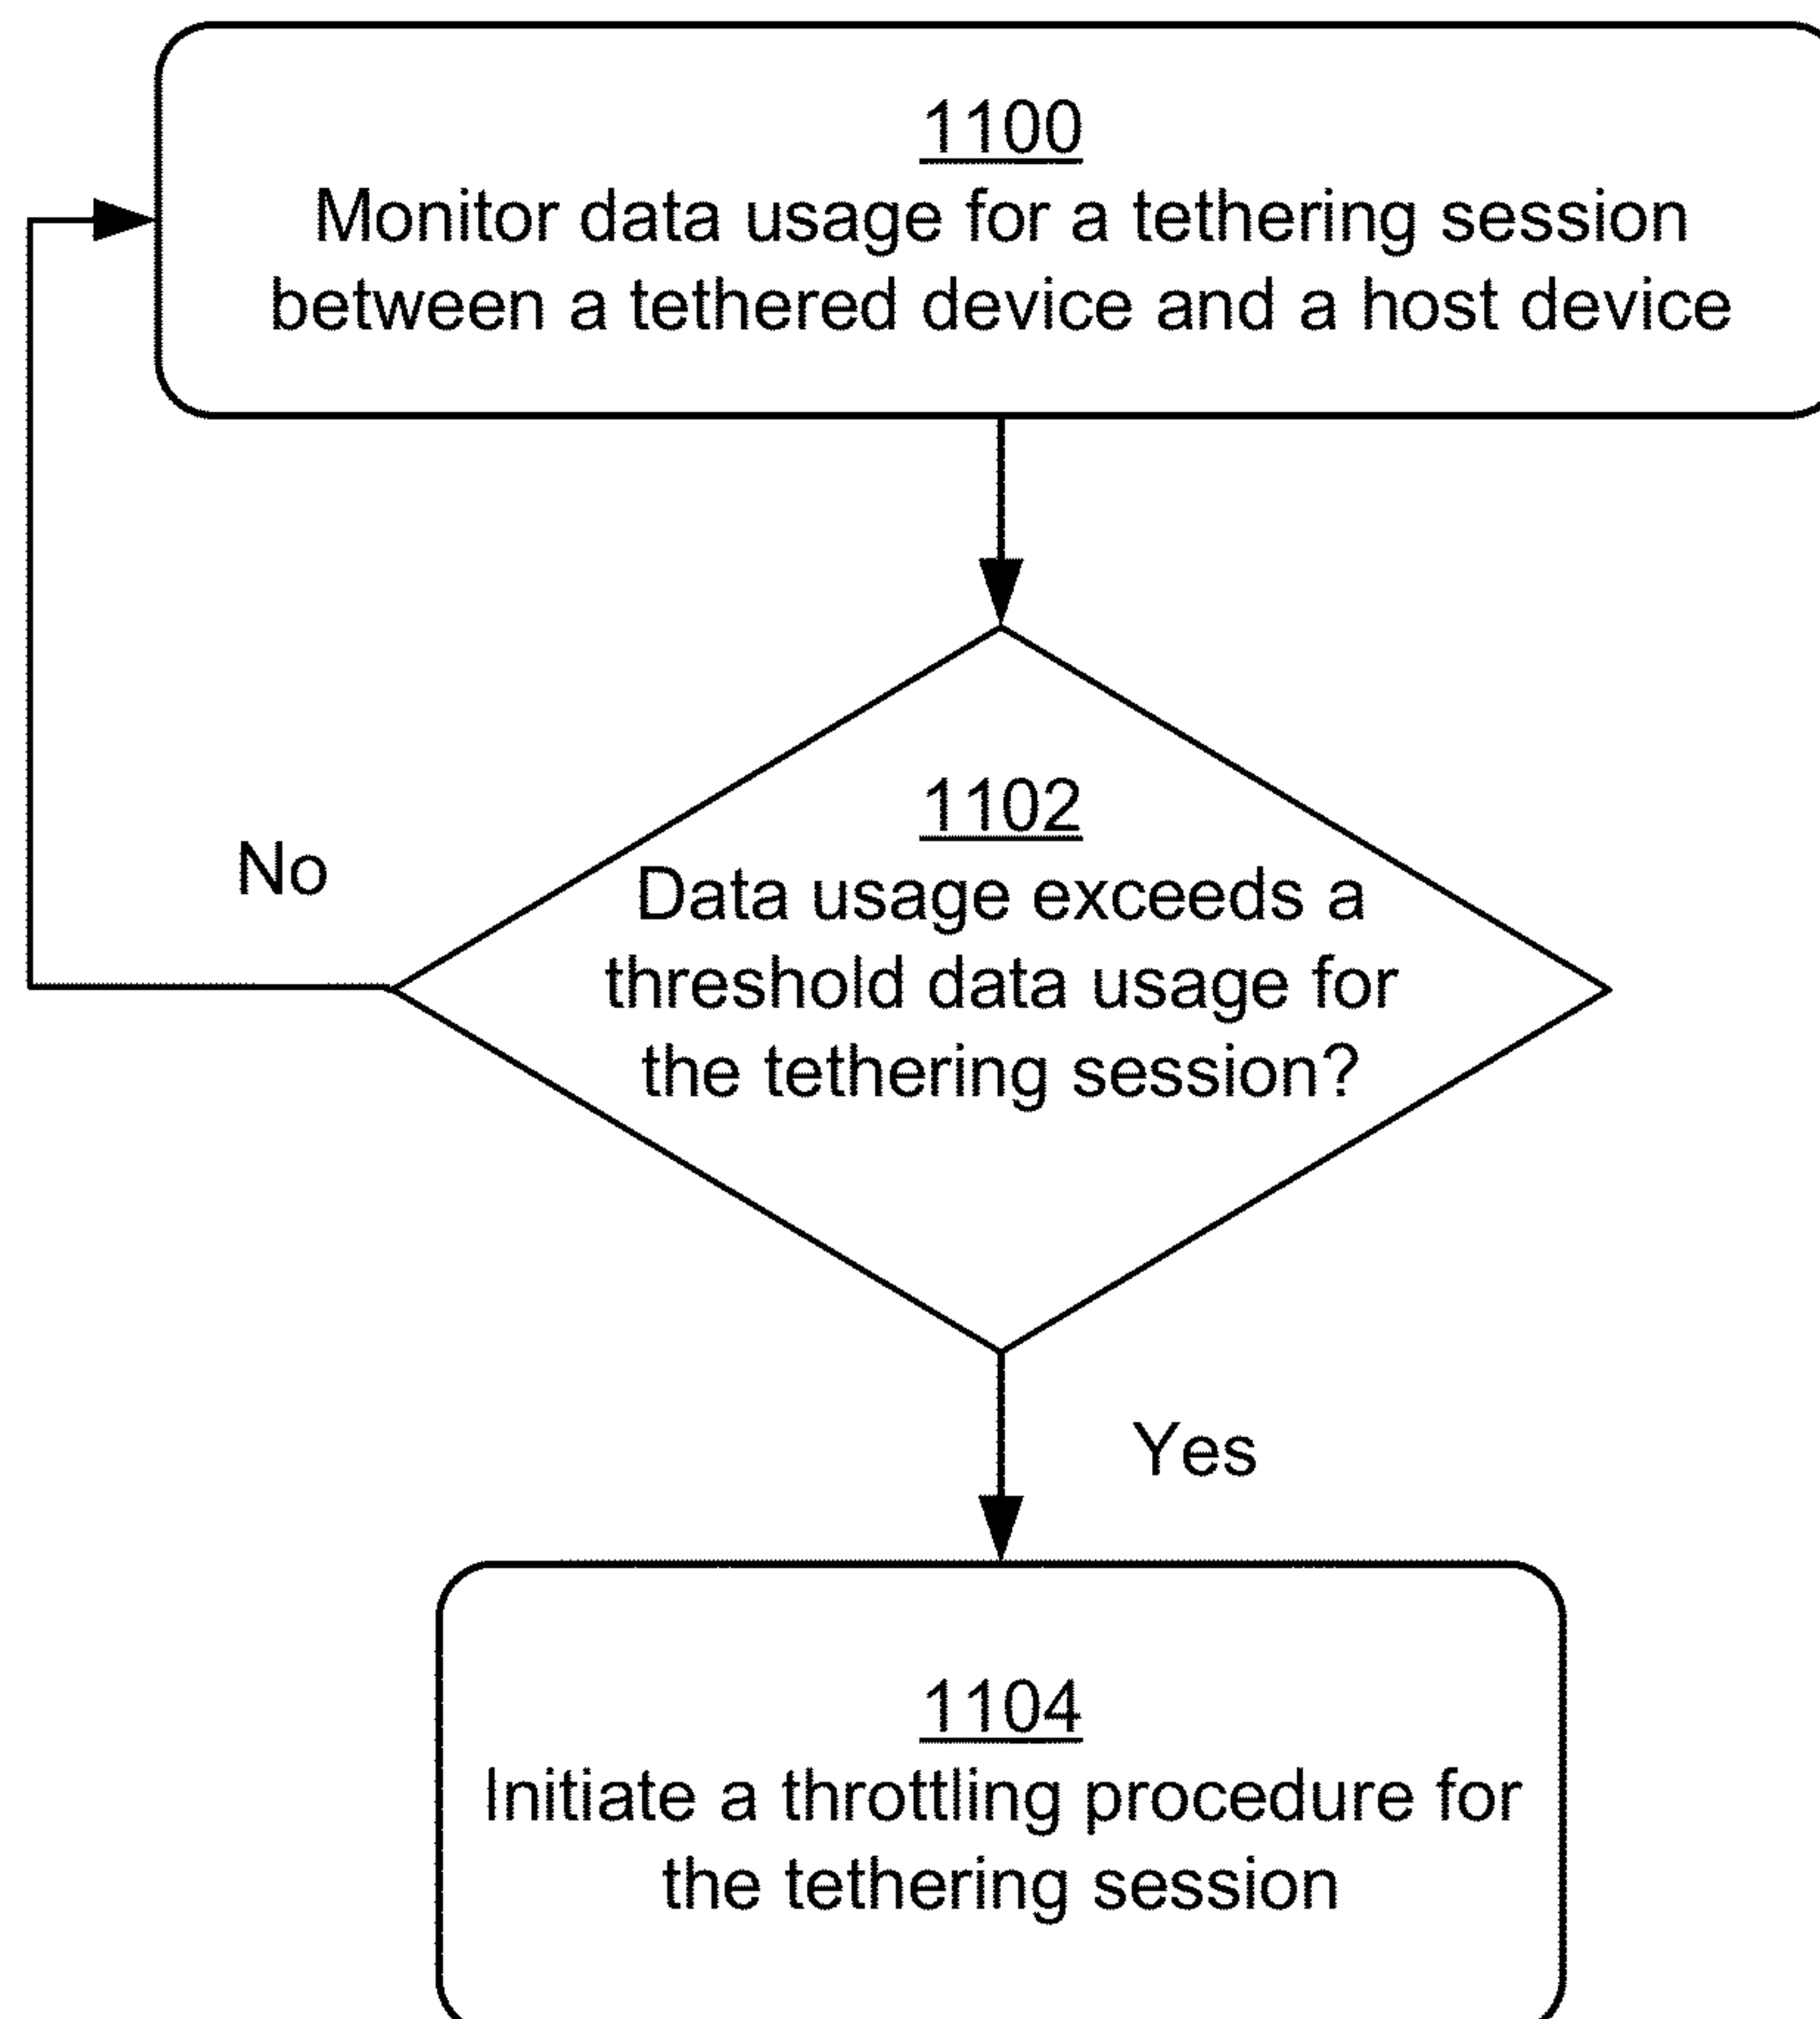 1100
Monitor data usage for a tethering session
between a tethered device and a host device
1102
Data usage exceeds a
threshold data usage for
the tethering session?
No
Yes
1104
Initiate a throttling procedure for
the tethering session